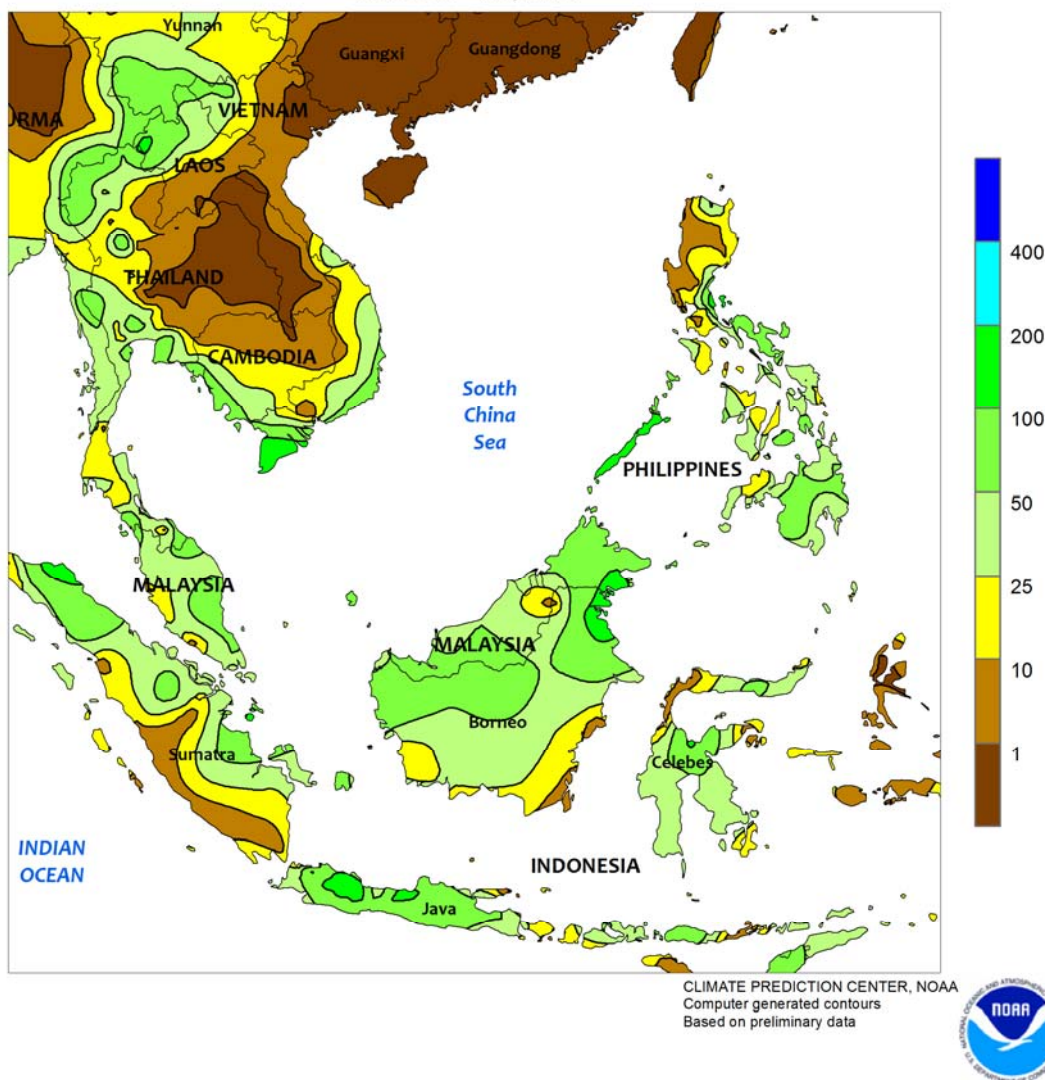 Yunnan
Guangxi
Guangdong
URMA
VIETNAM
LAOS
THAILAND
CAMBODIA
South
China
Sea
PHILIPPINES
MALAYSIA
MALAYSIA
Borneo
Sumatra
Celebes
INDIAN
OCEAN
INDONESIA
Java
400
200
100
50
25
10
1
CLIMATE PREDICTION CENTER, NOAA
Computer generated contours
Based on preliminary data
NOAA